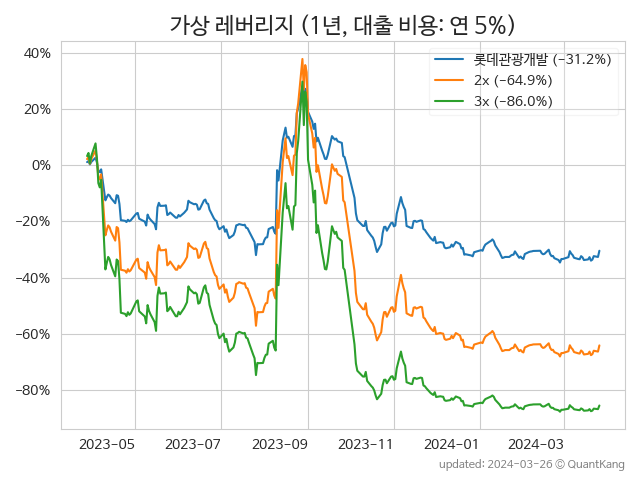 가상 레버리지 (1년, 대출 비용: 연 5%)
롯데관광개발 (−31.2%)
2x (−64.9%)
3x (−86.0%)
40%
20%
0%
−20%
−40%
−60%
−80%
2023-05 2023-07 2023-09 2023-11 2024-01 2024-03
updated: 2024-03-26 © QuantKang